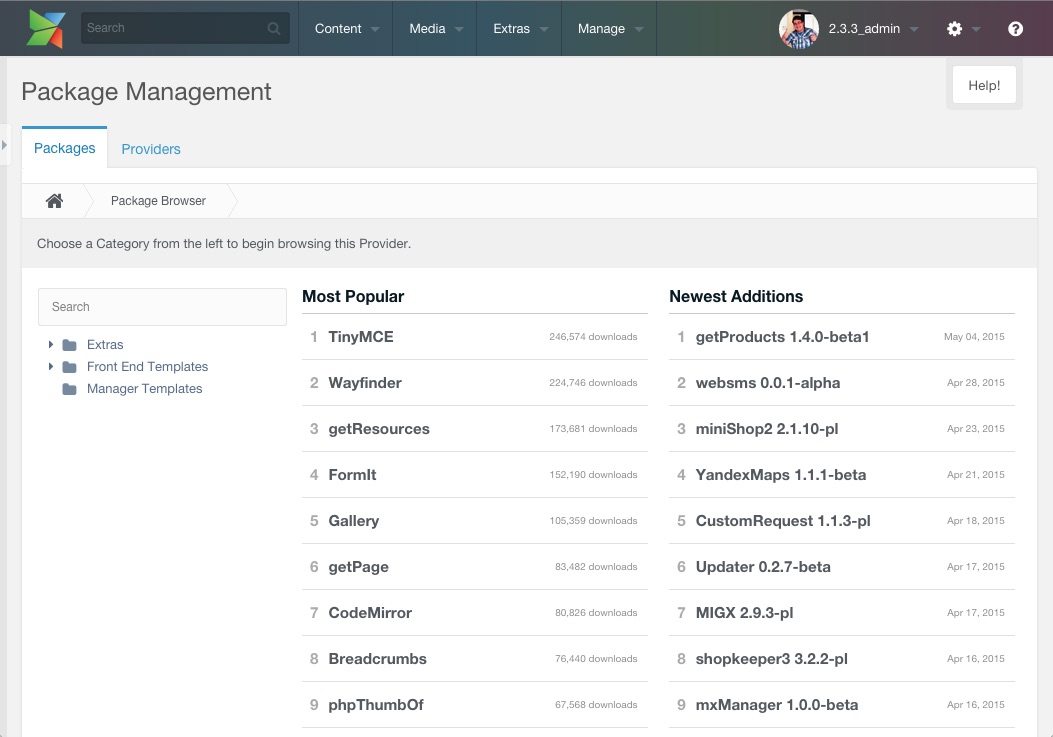 Search Content Media Extras Manage 2.3.3_admin
Package Management
Help!
Packages Providers
Package Browser
Choose a Category from the left to begin browsing this Provider.
Search
Extras
Front End Templates
Manager Templates
Most Popular
1 TinyMCE 246,574 downloads
2 Wayfinder 224,746 downloads
3 getResources 173,681 downloads
4 FormIt 152,190 downloads
5 Gallery 105,359 downloads
6 getPage 83,482 downloads
7 CodeMirror 80,826 downloads
8 Breadcrumbs 76,440 downloads
9 phpThumbOf 67,568 downloads
Newest Additions
1 getProducts 1.4.0-beta1 May 04, 2015
2 websms 0.0.1-alpha Apr 28, 2015
3 miniShop2 2.1.10-pl Apr 23, 2015
4 YandexMaps 1.1.1-beta Apr 21, 2015
5 CustomRequest 1.1.3-pl Apr 18, 2015
6 Updater 0.2.7-beta Apr 17, 2015
7 MIGX 2.9.3-pl Apr 17, 2015
8 shopkeeper3 3.2.2-pl Apr 16, 2015
9 mxManager 1.0.0-beta Apr 16, 2015